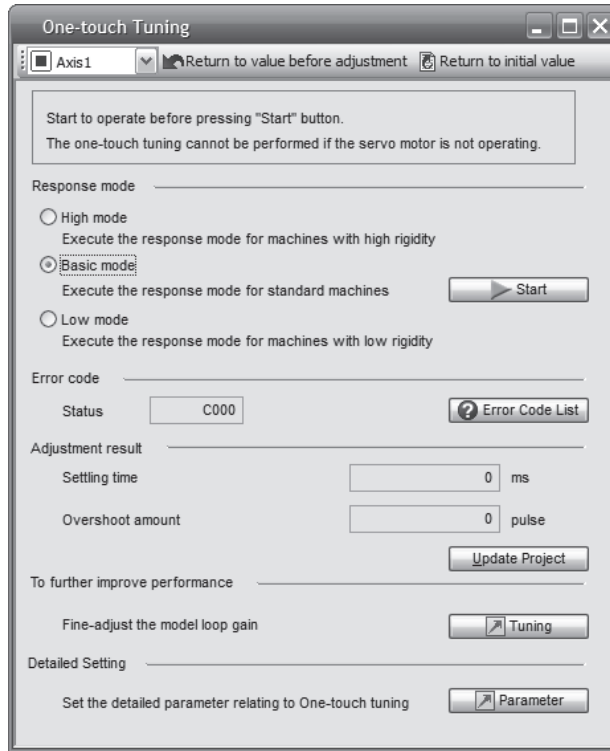 One-touch Tuning
Axis1 Return to value before adjustment Return to initial value
Start to operate before pressing "Start" button.
The one-touch tuning cannot be performed if the servo motor is not operating.
Response mode
High mode
Execute the response mode for machines with high rigidity
Basic mode
Execute the response mode for standard machines Start
Low mode
Execute the response mode for machines with low rigidity
Error code
Status C000 Error Code List
Adjustment result
Settling time 0 ms
Overshoot amount 0 pulse
Update Project
To further improve performance
Fine-adjust the model loop gain Tuning
Detailed Setting
Set the detailed parameter relating to One-touch tuning Parameter